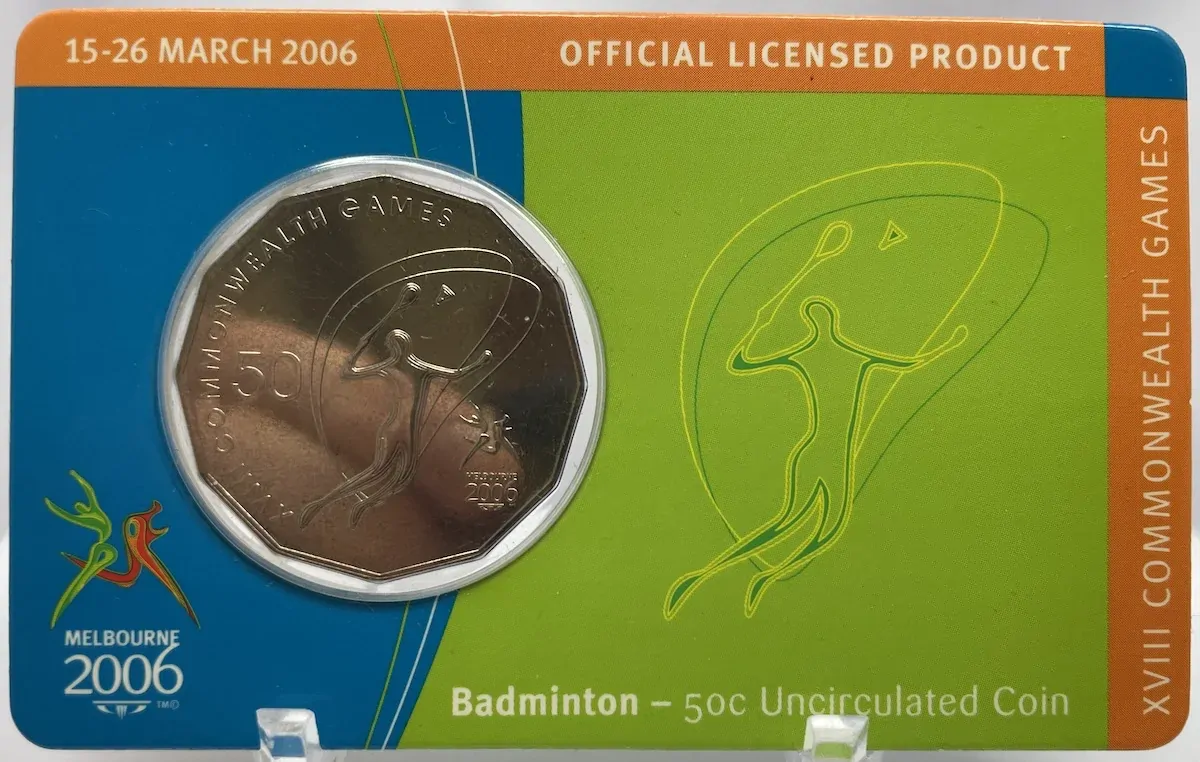 15-26 MARCH 2006
OFFICIAL LICENSED PRODUCT
XVIII COMMONWEALTH GAMES
XVIII COMMONWEALTH GAMES
50
MELBOURNE
2006
MELBOURNE
2006
TM©
Badminton – 50c Uncirculated Coin